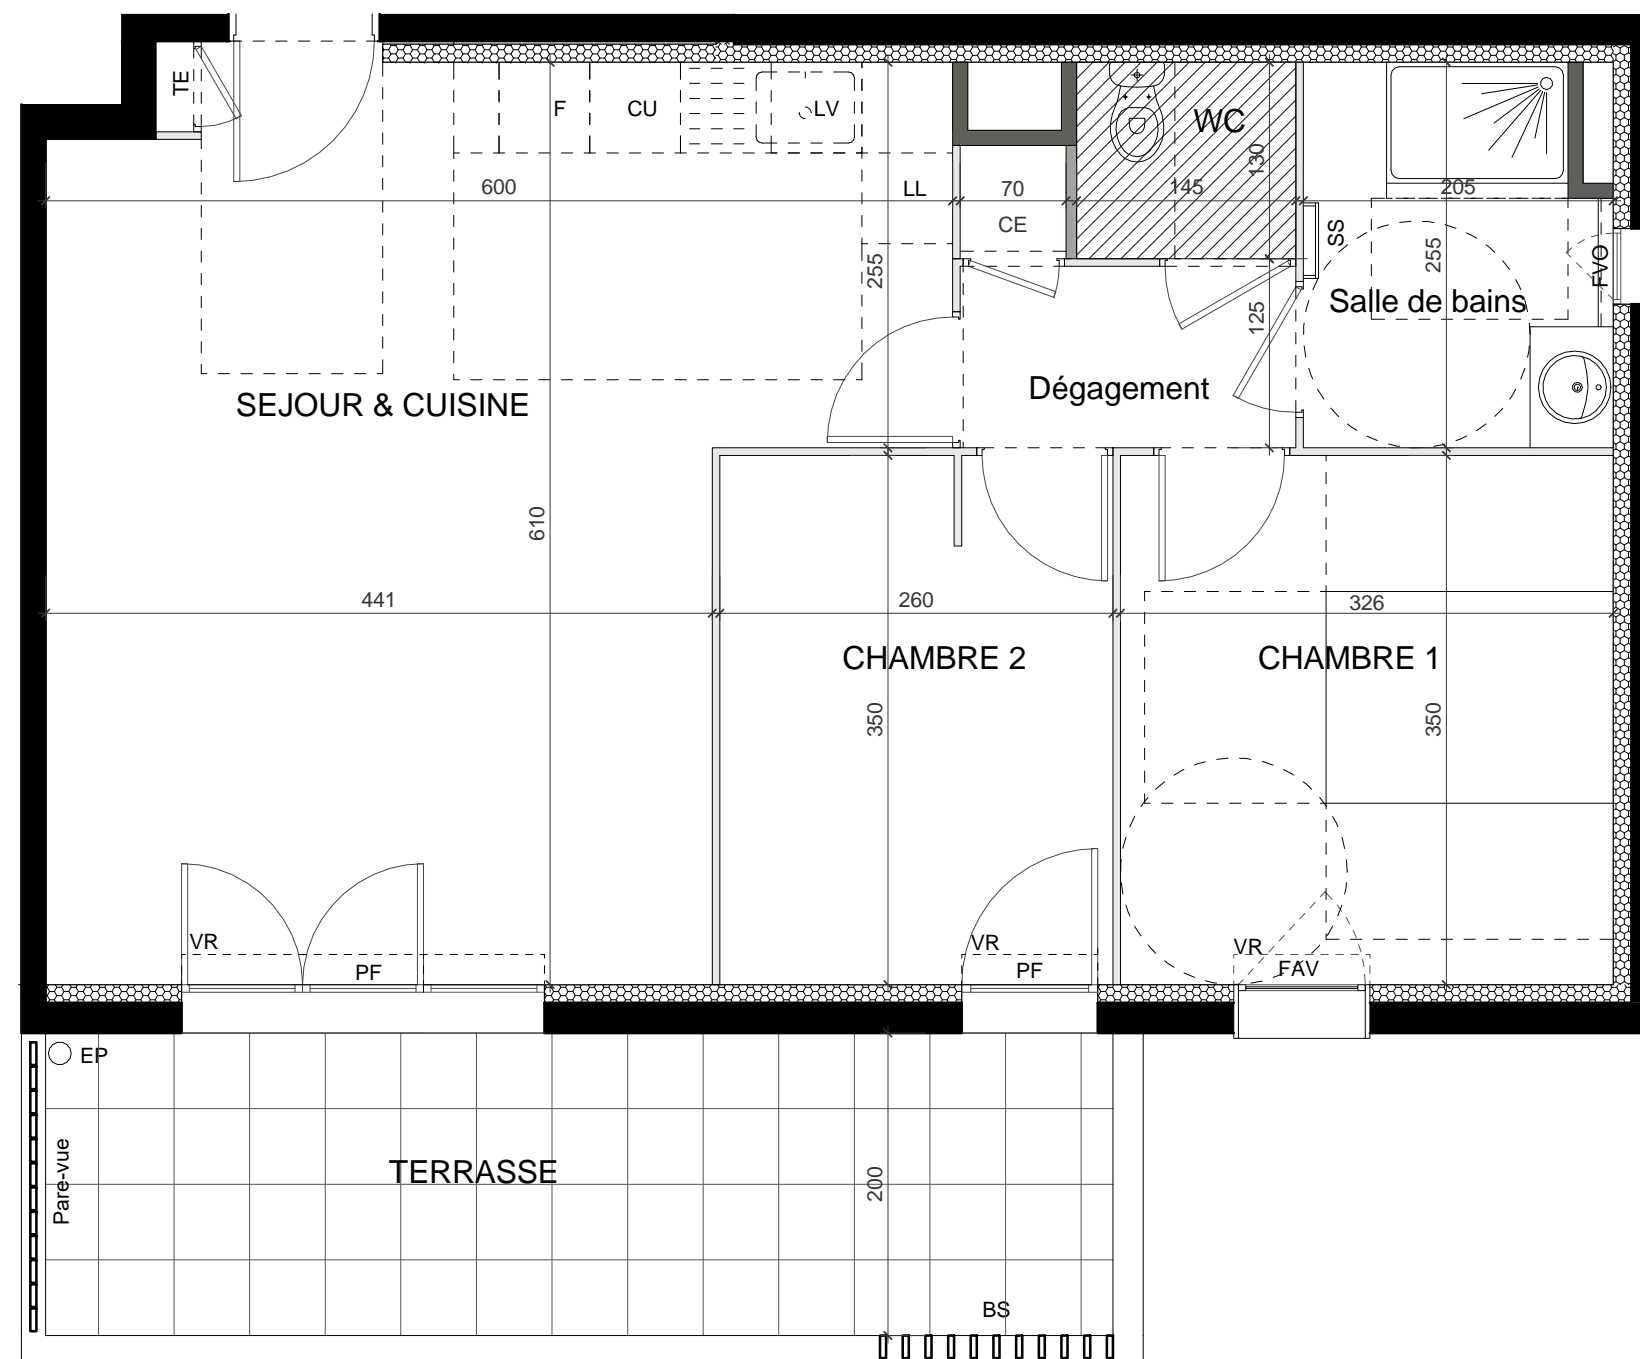 TE
F
CU
LV
WC
600
LL
70
145
130
205
CE
SS
255
255
FVO
125
Salle de bains
Dégagement
SEJOUR & CUISINE
610
441
260
326
CHAMBRE 2
CHAMBRE 1
350
350
VR
PF
VR
PF
VR
FAV
EP
Pare-vue
TERRASSE
200
BS